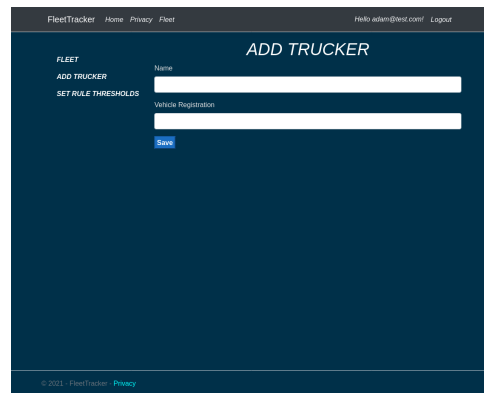 FleetTracker Home Privacy Fleet Hello adam@test.com! Logout
FLEET
ADD TRUCKER
SET RULE THRESHOLDS
ADD TRUCKER
Name
Vehicle Registration
Save
© 2021 - FleetTracker - Privacy